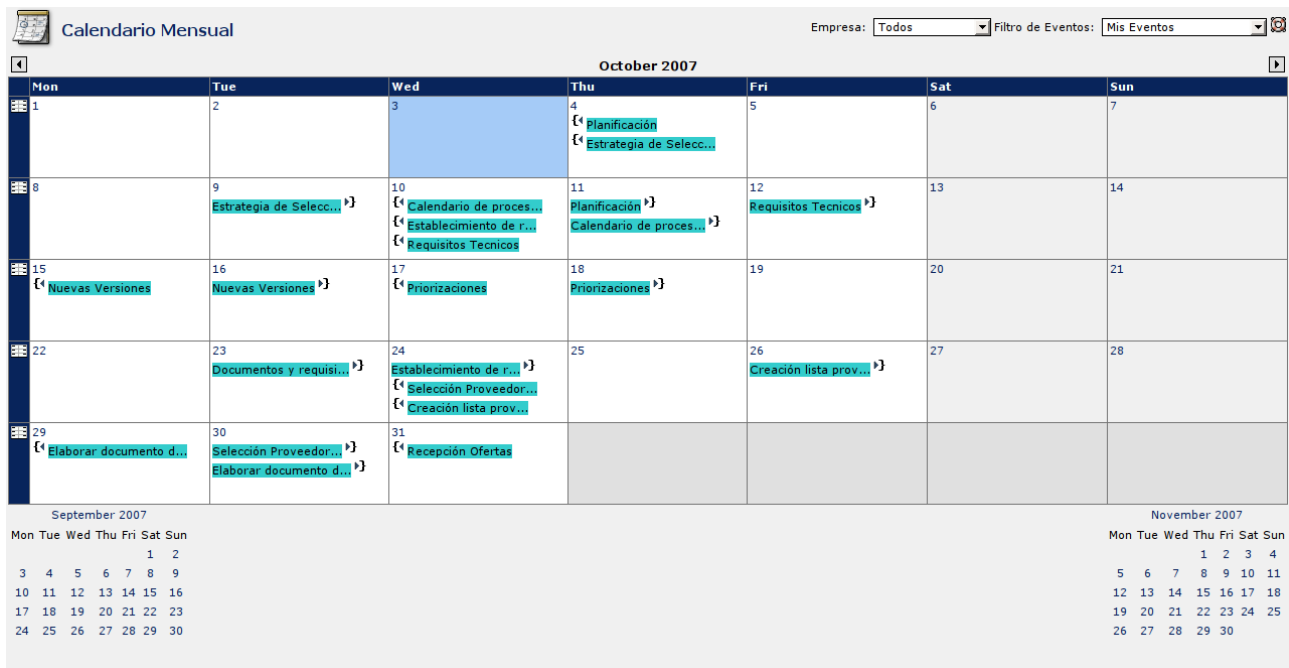 Calendario Mensual
Empresa: Todos Filtro de Eventos: Mis Eventos
October 2007
Mon Tue Wed Thu Fri Sat Sun
1 2 3 4 5 6 7
Planificación
Estrategia de Selecc...
8 9 10 11 12 13 14
Estrategia de Selecc... Calendario de proces... Planificación Requisitos Tecnicos
Establecimiento de r... Calendario de proces...
Requisitos Tecnicos
15 16 17 18 19 20 21
Nuevas Versiones Nuevas Versiones Priorizaciones Priorizaciones
22 23 24 25 26 27 28
Documentos y requisi... Establecimiento de r... Creación lista prov...
Selección Proveedor...
Creación lista prov...
29 30 31
Elaborar documento d... Selección Proveedor... Recepción Ofertas
Elaborar documento d...
September 2007
Mon Tue Wed Thu Fri Sat Sun
1 2
3 4 5 6 7 8 9
10 11 12 13 14 15 16
17 18 19 20 21 22 23
24 25 26 27 28 29 30
November 2007
Mon Tue Wed Thu Fri Sat Sun
1 2 3 4
5 6 7 8 9 10 11
12 13 14 15 16 17 18
19 20 21 22 23 24 25
26 27 28 29 30